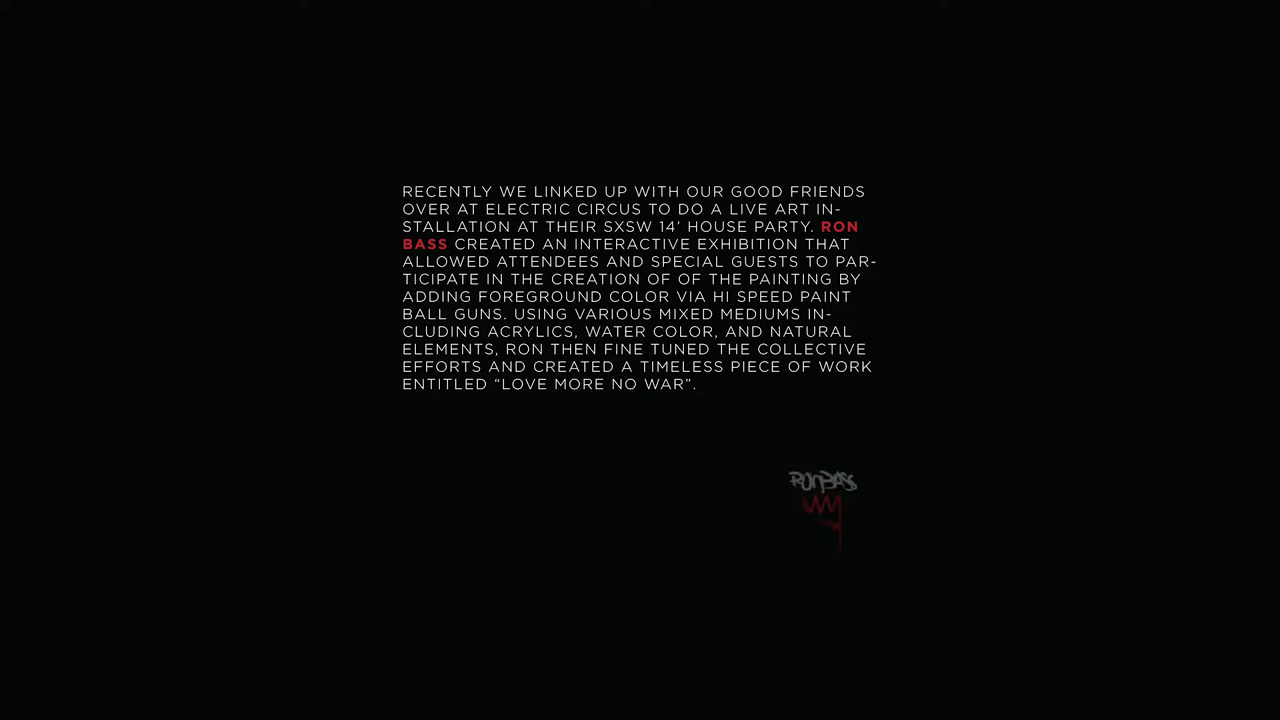 RECENTLY WE LINKED UP WITH OUR GOOD FRIENDS
OVER AT ELECTRIC CIRCUS TO DO A LIVE ART IN-
STALLATION AT THEIR SXSW 14’ HOUSE PARTY. RON
BASS CREATED AN INTERACTIVE EXHIBITION THAT
ALLOWED ATTENDEES AND SPECIAL GUESTS TO PAR-
TICIPATE IN THE CREATION OF OF THE PAINTING BY
ADDING FOREGROUND COLOR VIA HI SPEED PAINT
BALL GUNS. USING VARIOUS MIXED MEDIUMS IN-
CLUDING ACRYLICS, WATER COLOR, AND NATURAL
ELEMENTS, RON THEN FINE TUNED THE COLLECTIVE
EFFORTS AND CREATED A TIMELESS PIECE OF WORK
ENTITLED “LOVE MORE NO WAR”.
RONBASS